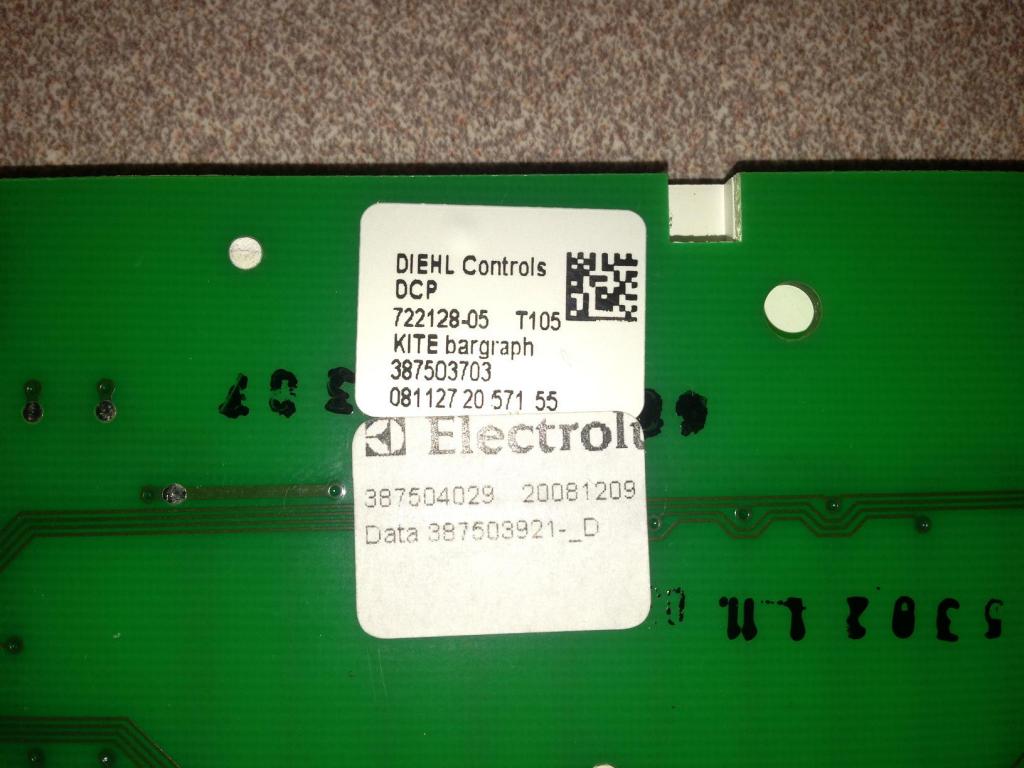 DIEHL Controls
DCP
722128-05 T105
KITE bargraph
387503703
081127 20 571 55
Electrolu
387504029 20081209
Data 387503921-_D